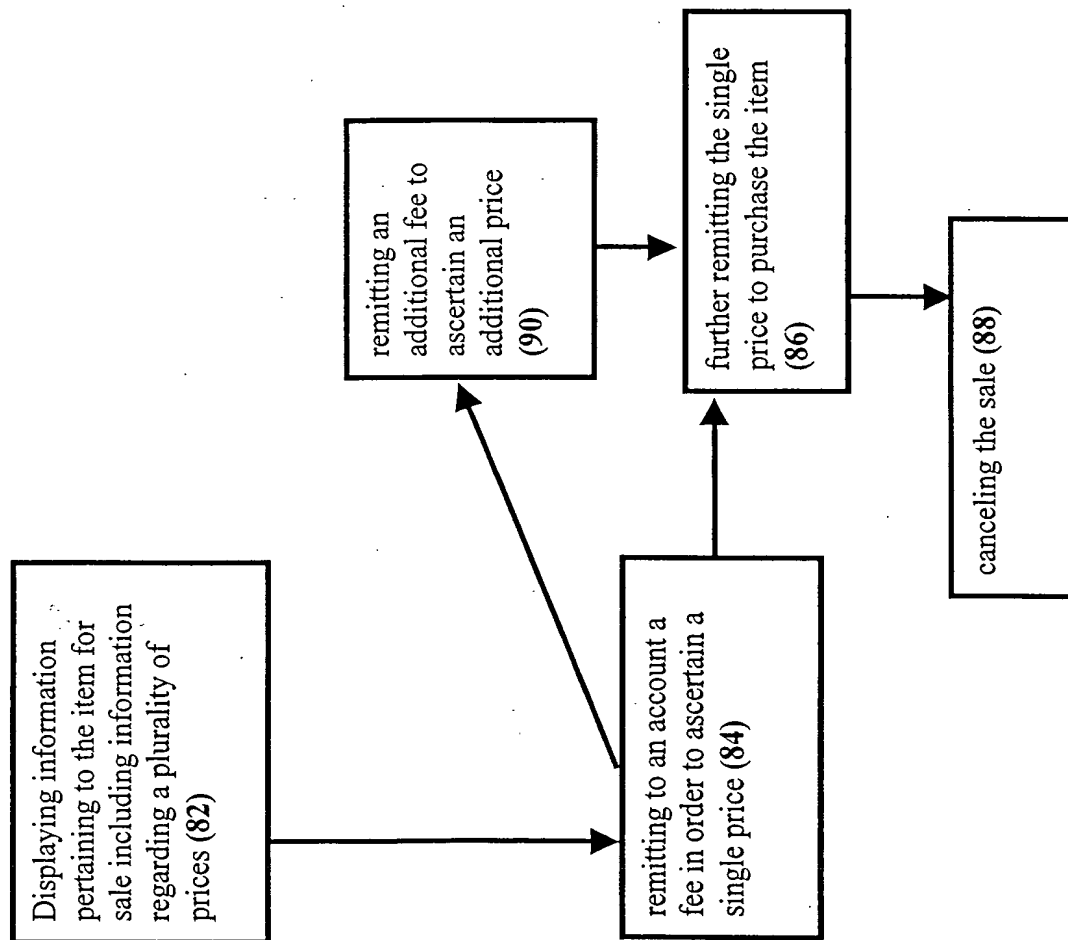 Displaying information
pertaining to the item for
sale including information
regarding a plurality of
prices (82)
remitting to an account a
fee in order to ascertain a
single price (84)
remitting an
additional fee to
ascertain an
additional price
(90)
further remitting the single
price to purchase the item
(86)
canceling the sale (88)